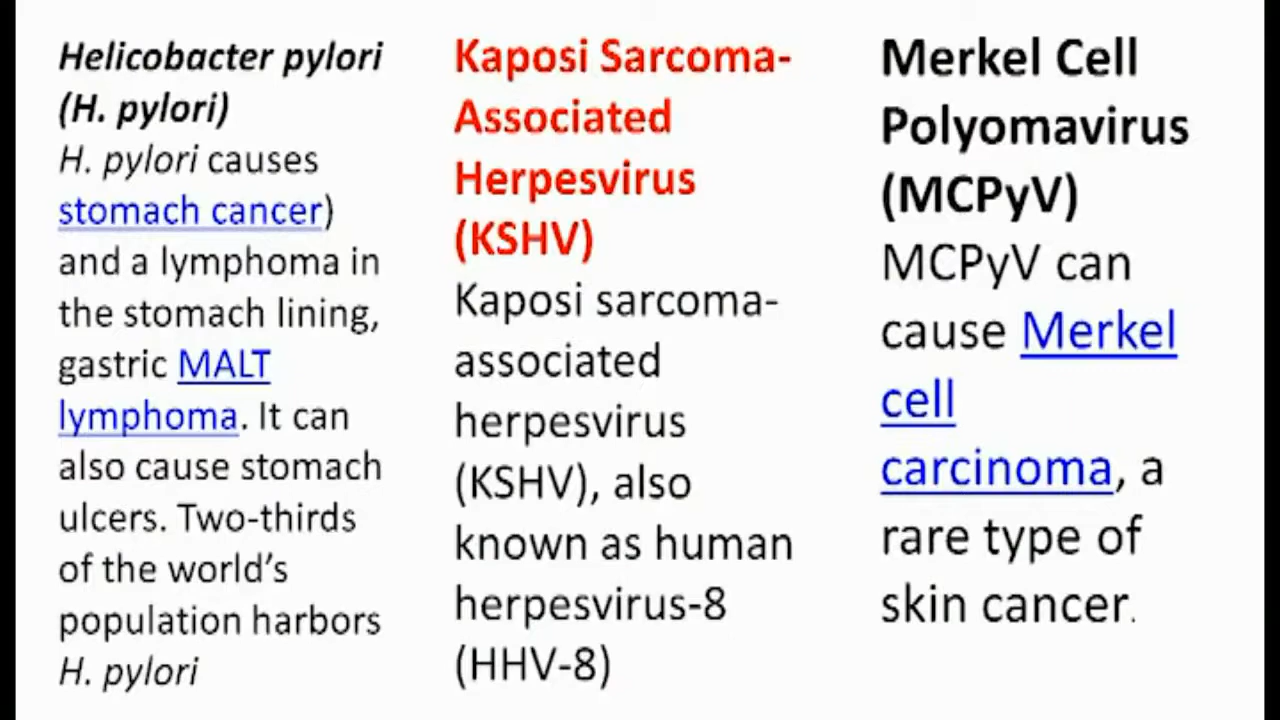 Helicobacter pylori
(H. pylori)
H. pylori causes
stomach cancer)
and a lymphoma in
the stomach lining,
gastric MALT
lymphoma. It can
also cause stomach
ulcers. Two-thirds
of the world's
population harbors
H. pylori
Kaposi Sarcoma-
Associated
Herpesvirus
(KSHV)
Kaposi sarcoma-
associated
herpesvirus
(KSHV), also
known as human
herpesvirus-8
(HHV-8)
Merkel Cell
Polyomavirus
(MCPyV)
MCPyV can
cause Merkel
cell
carcinoma, a
rare type of
skin cancer.